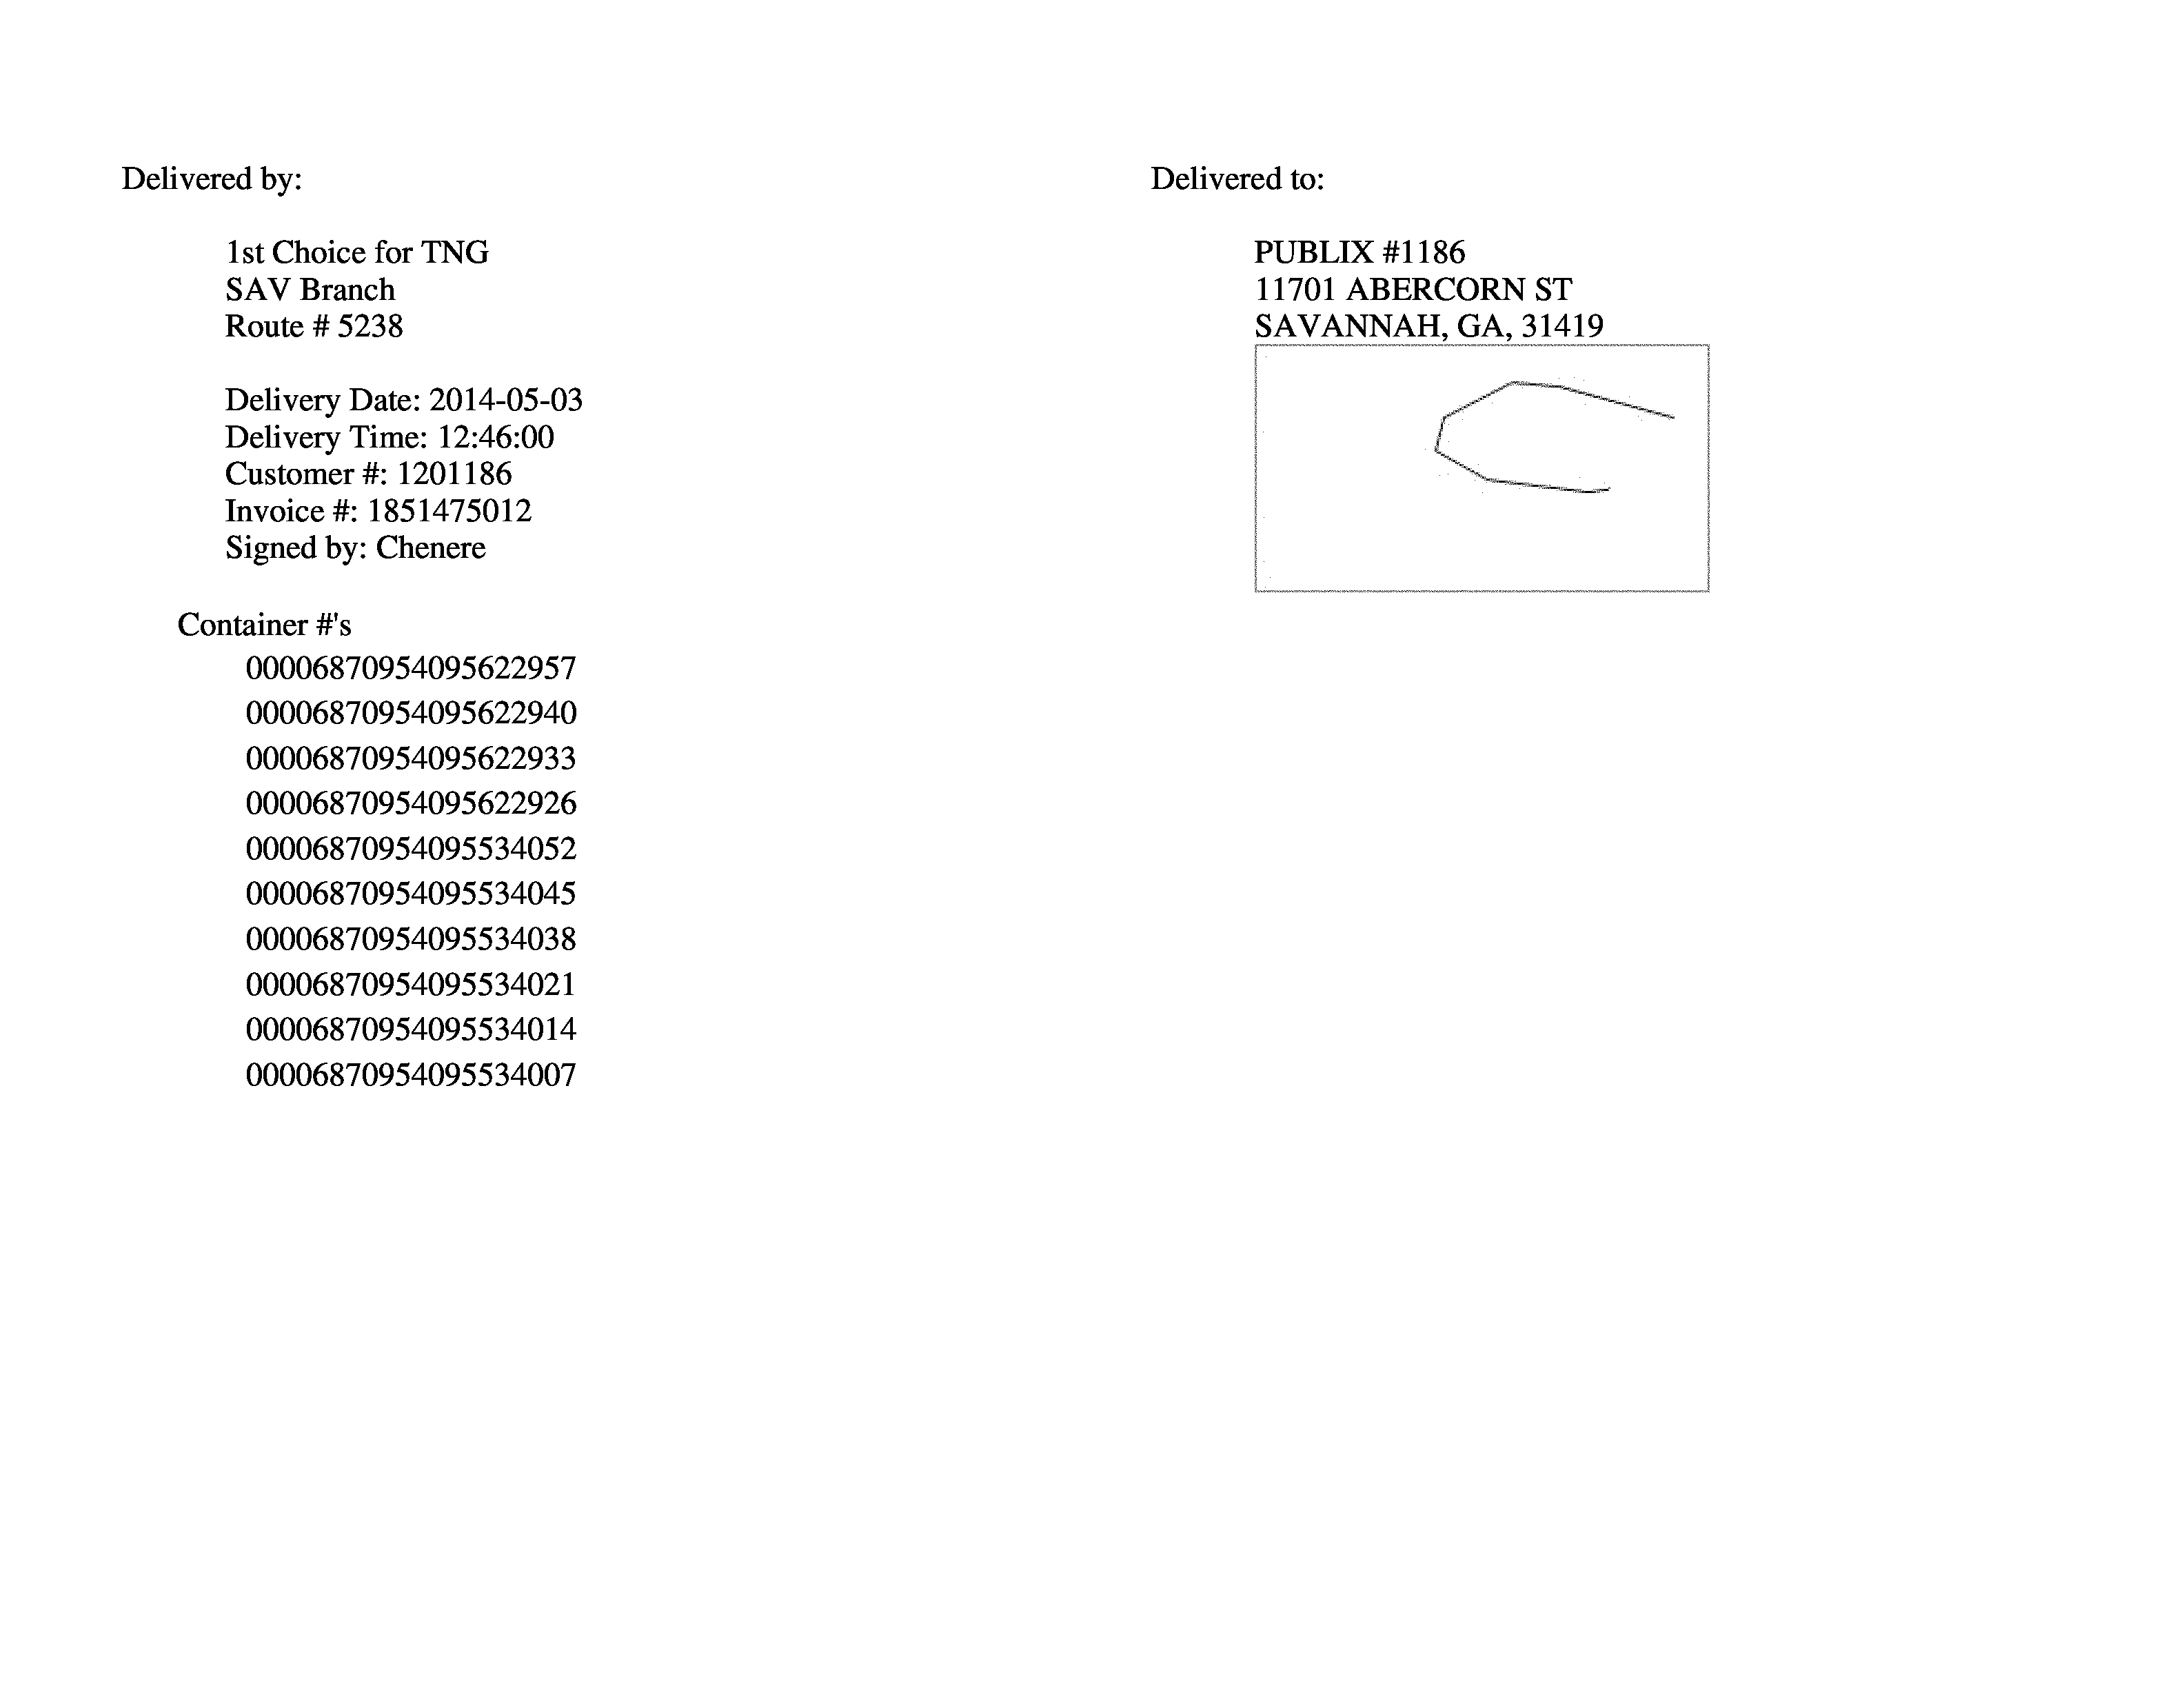 Delivered by:
1st Choice for TNG
SAV Branch
Route # 5238
Delivery Date: 2014-05-03
Delivery Time: 12:46:00
Customer #: 1201186
Invoice #: 1851475012
Signed by: Chenere
Container #'s
00006870954095622957
00006870954095622940
00006870954095622933
00006870954095622926
00006870954095534052
00006870954095534045
00006870954095534038
00006870954095534021
00006870954095534014
00006870954095534007
Delivered to:
PUBLIX #1186
11701 ABERCORN ST
SAVANNAH, GA, 31419